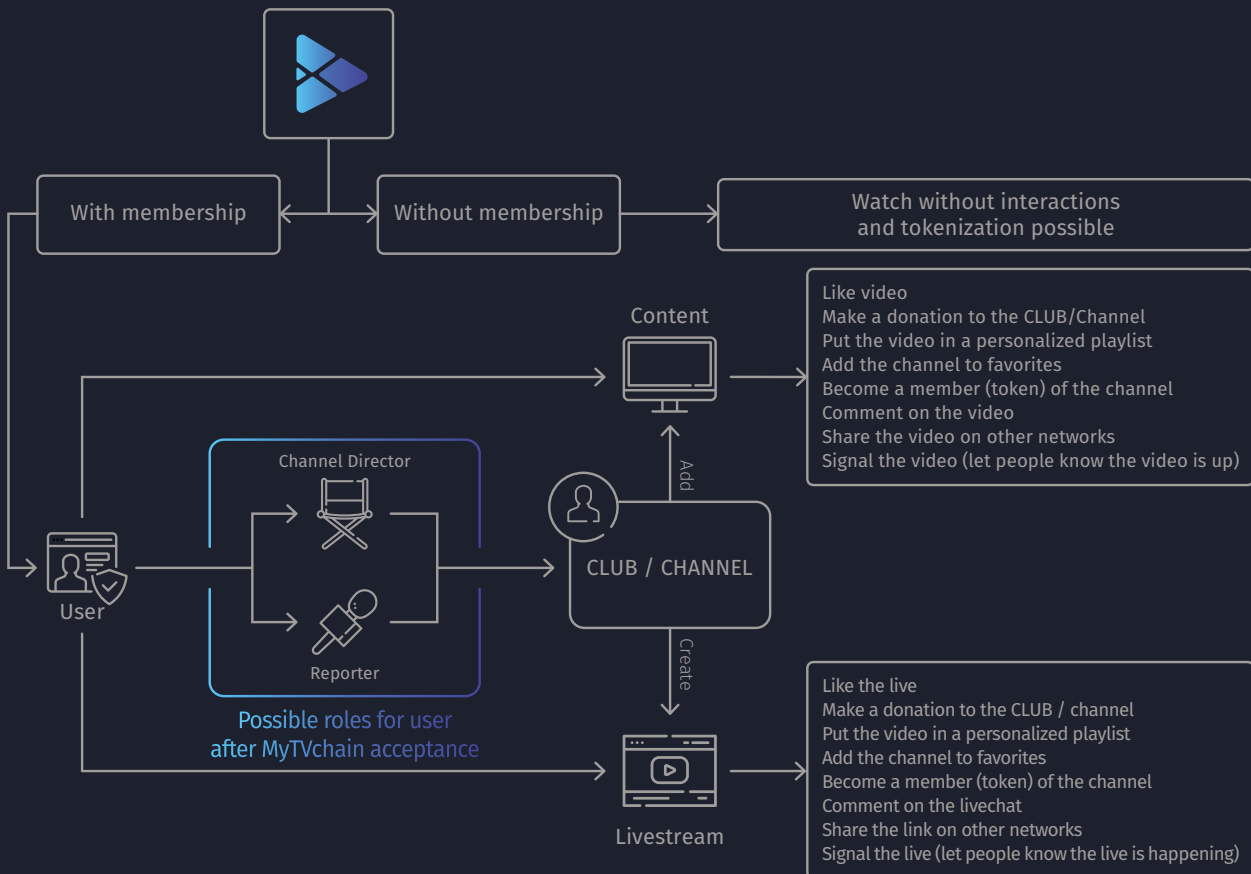 With membership
Without membership
Watch without interactions
and tokenization possible
Content
Like video
Make a donation to the CLUB/Channel
Put the video in a personalized playlist
Add the channel to favorites
Become a member (token) of the channel
Comment on the video
Share the video on other networks
Signal the video (let people know the video is up)
Add
Channel Director
CLUB / CHANNEL
User
Reporter
Create
Possible roles for user
after MyTVchain acceptance
Livestream
Like the live
Make a donation to the CLUB / channel
Put the video in a personalized playlist
Add the channel to favorites
Become a member (token) of the channel
Comment on the livechat
Share the link on other networks
Signal the live (let people know the live is happening)